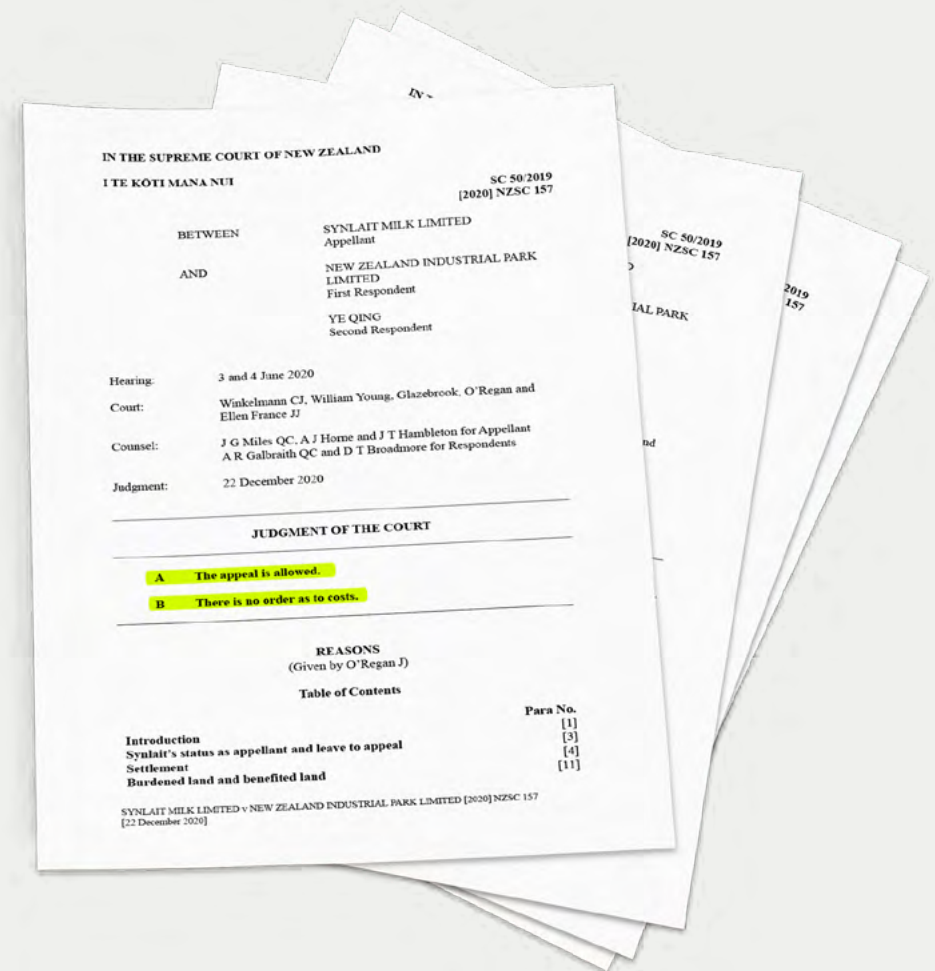 IN THE SUPREME COURT OF NEW ZEALAND
I TE KŌTI MANA NUI
SC 50/2019
[2020] NZSC 157
BETWEEN
SYNLAIT MILK LIMITED
Appellant
AND
NEW ZEALAND INDUSTRIAL PARK
LIMITED
First Respondent
YE QING
Second Respondent
Hearing:
3 and 4 June 2020
Court:
Winkelmann CJ, William Young, Glazebrook, O'Regan and
Ellen France JJ
Counsel:
J G Miles QC, A J Horne and J T Hambleton for Appellant
A R Galbraith QC and D T Broadmore for Respondents
Judgment:
22 December 2020
JUDGMENT OF THE COURT
A The appeal is allowed.
B There is no order as to costs.
REASONS
(Given by O'Regan J)
Table of Contents
Para No.
Introduction [1]
Synlait's status as appellant and leave to appeal [3]
Settlement [4]
Burdened land and benefited land [11]
SYNLAIT MILK LIMITED v NEW ZEALAND INDUSTRIAL PARK LIMITED [2020] NZSC 157
[22 December 2020]
IN
SC 50/2019
[2020] NZSC 157
IAL PARK
nd
2019
157